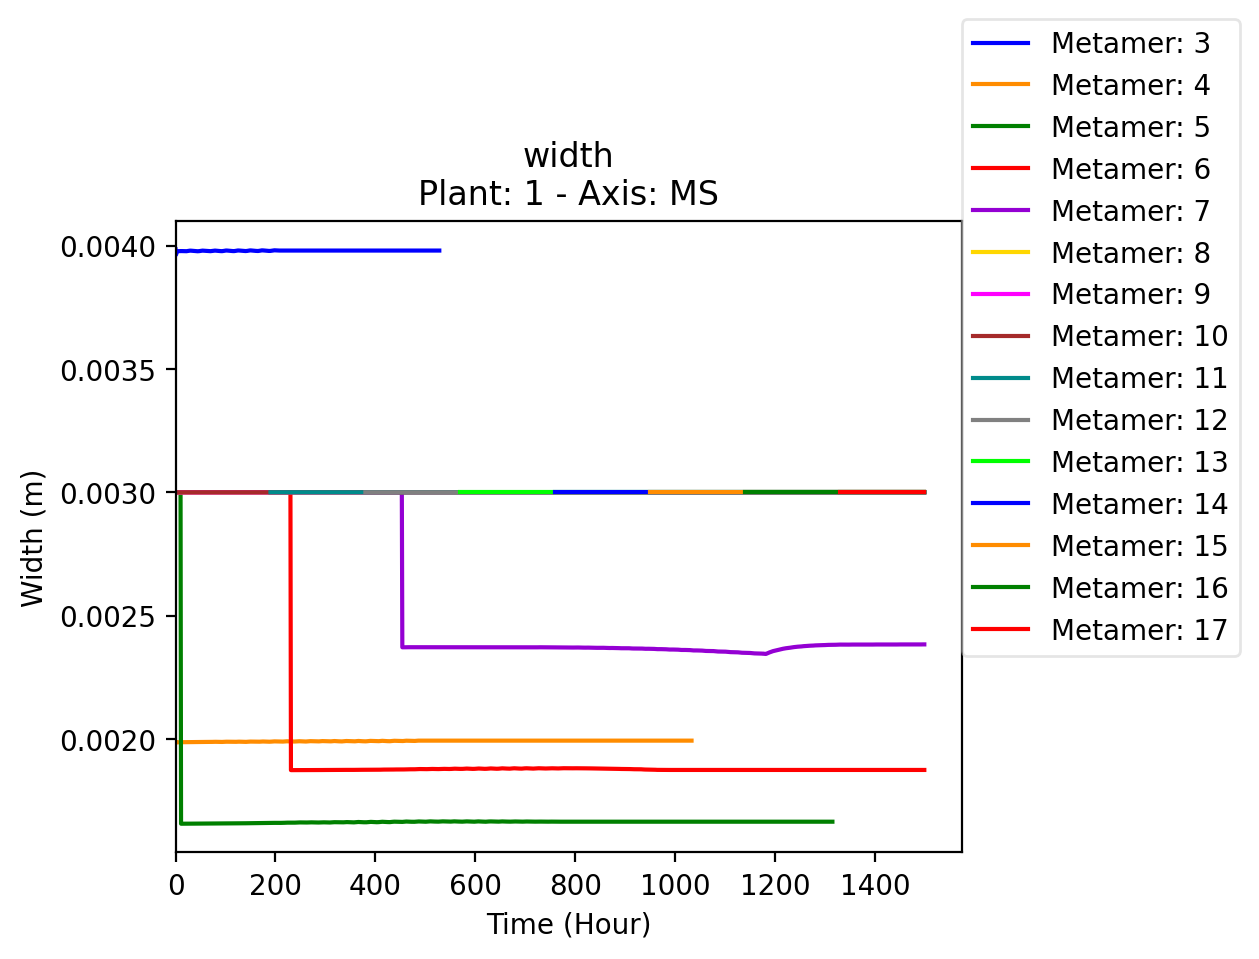 width
Plant: 1 - Axis: MS
Width (m)
0.0040
0.0035
0.0030
0.0025
0.0020
0
200
400
600
800
1000
1200
1400
Time (Hour)
Metamer: 3
Metamer: 4
Metamer: 5
Metamer: 6
Metamer: 7
Metamer: 8
Metamer: 9
Metamer: 10
Metamer: 11
Metamer: 12
Metamer: 13
Metamer: 14
Metamer: 15
Metamer: 16
Metamer: 17